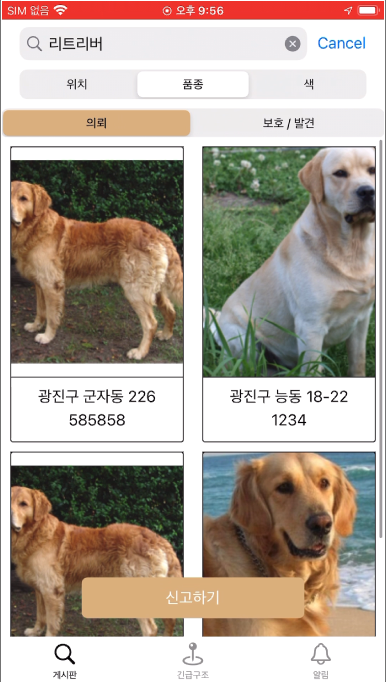 SIM 없음 오후 9:56
리트리버 Cancel
위치 품종 색
의뢰 보호 / 발견
광진구 군자동 226
585858
광진구 능동 18-22
1234
신고하기
게시판 긴급구조 알림